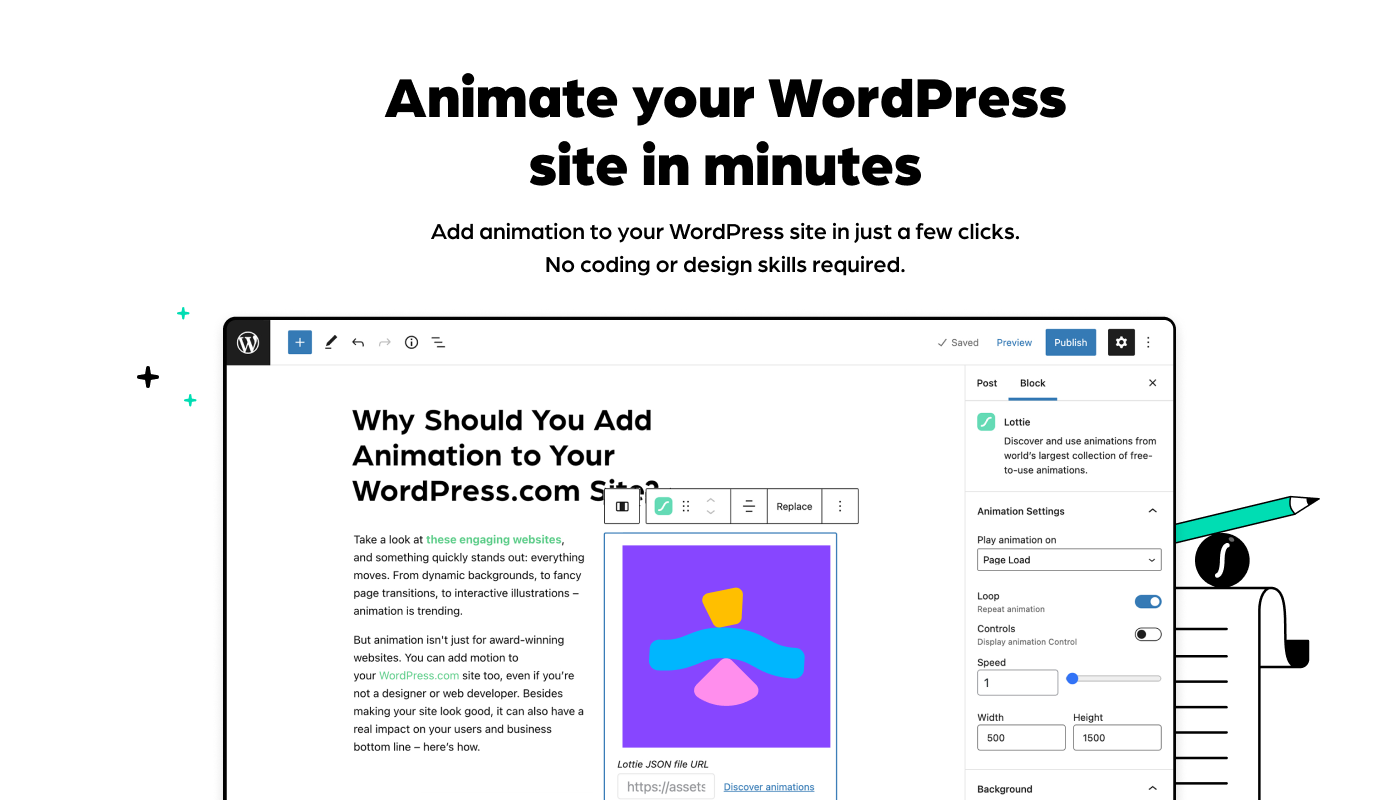 Animate your WordPress
site in minutes
Add animation to your WordPress site in just a few clicks.
No coding or design skills required.
Saved
Preview
Publish
Post
Block
Why Should You Add
Animation to Your
WordPress.com Site?
Replace
Take a look at these engaging websites,
and something quickly stands out: everything
moves. From dynamic backgrounds, to fancy
page transitions, to interactive illustrations –
animation is trending.
But animation isn't just for award-winning
websites. You can add motion to
your WordPress.com site too, even if you're
not a designer or web developer. Besides
making your site look good, it can also have a
real impact on your users and business
bottom line – here's how.
Lottie JSON file URL
https://assets
Discover animations
Lottie
Discover and use animations from
world's largest collection of free-
to-use animations.
Animation Settings
Play animation on
Page Load
Loop
Repeat animation
Controls
Display animation Control
Speed
1
Width
Height
500
1500
Background